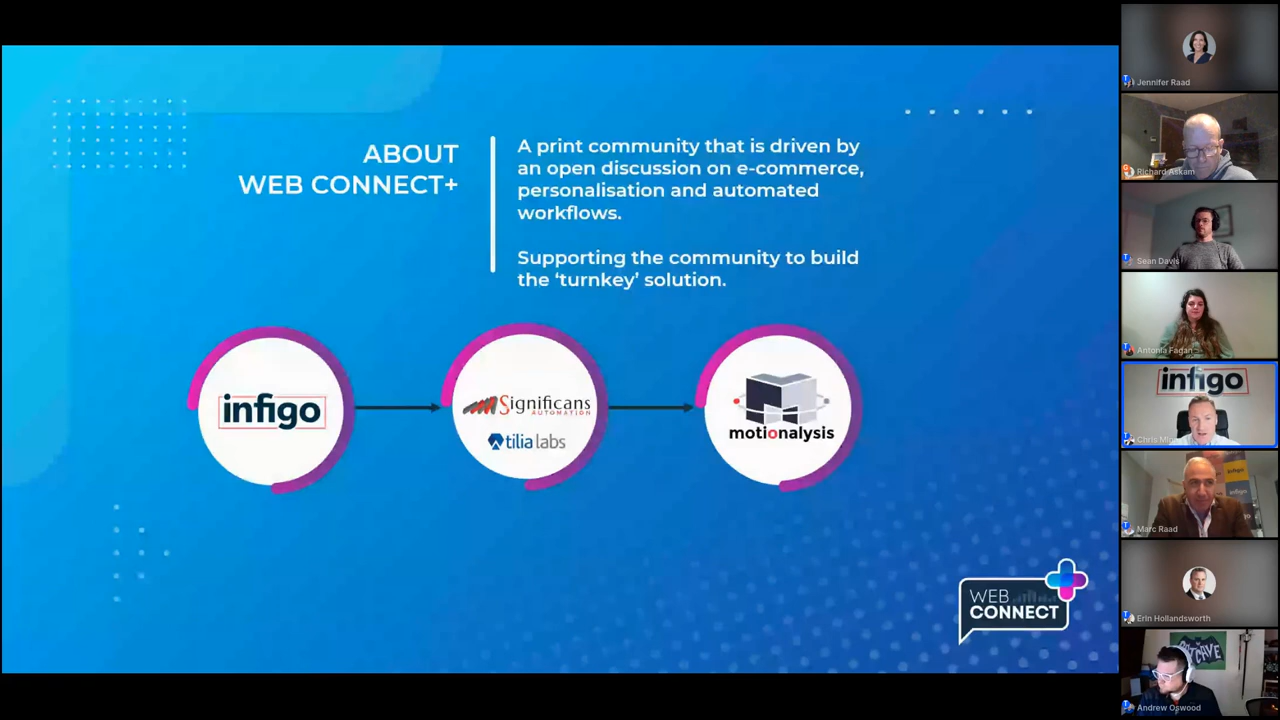 ABOUT
WEB CONNECT+
A print community that is driven by
an open discussion on e-commerce,
personalisation and automated
workflows.
Supporting the community to build
the ‘turnkey’ solution.
infigo
Significans
AUTOMATION
tilia labs
motionalysis
WEB
CONNECT
Jennifer Raad
Richard Askam
Sean Davis
Antonia Fagan
infigo
Chris
Marc Raad
infigo
Erin Hollandsworth
Andrew Oswood